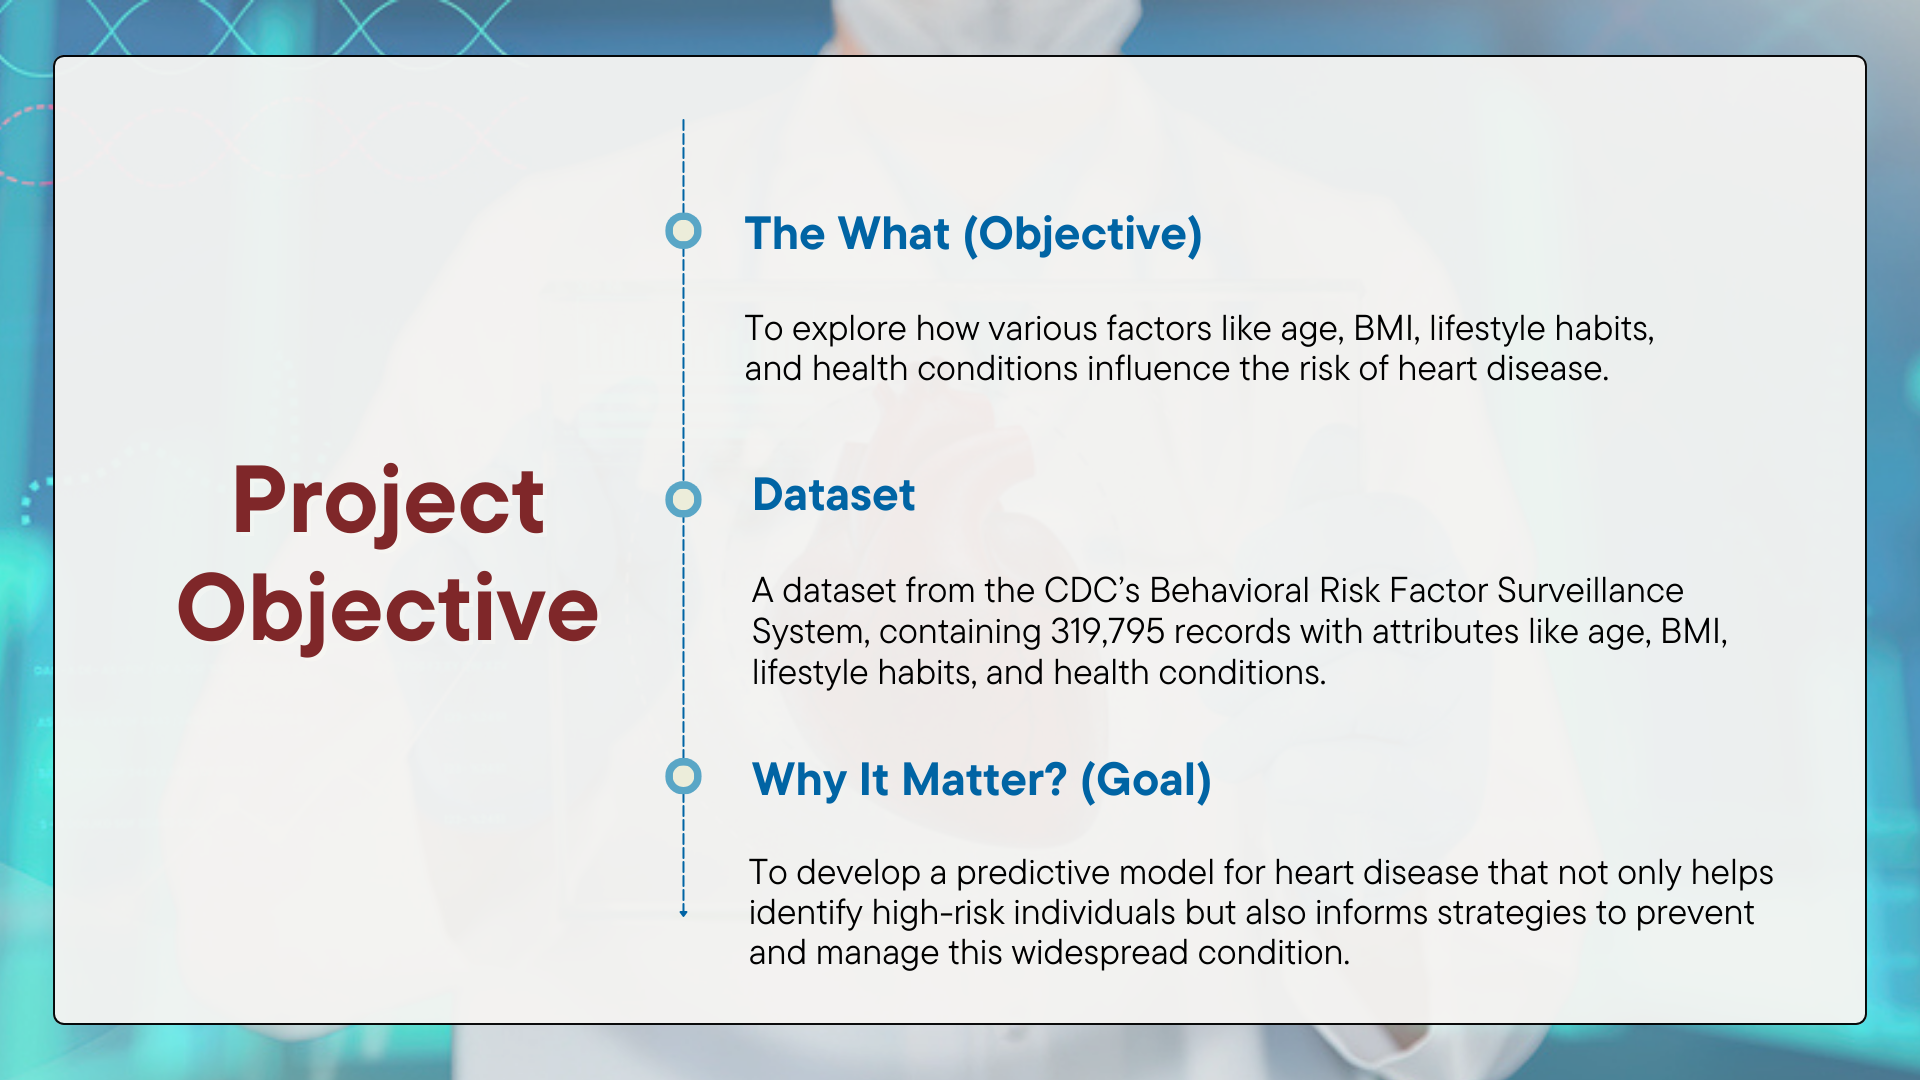 Project
Objective
The What (Objective)
To explore how various factors like age, BMI, lifestyle habits,
and health conditions influence the risk of heart disease.
Dataset
A dataset from the CDC’s Behavioral Risk Factor Surveillance
System, containing 319,795 records with attributes like age, BMI,
lifestyle habits, and health conditions.
Why It Matter? (Goal)
To develop a predictive model for heart disease that not only helps
identify high-risk individuals but also informs strategies to prevent
and manage this widespread condition.